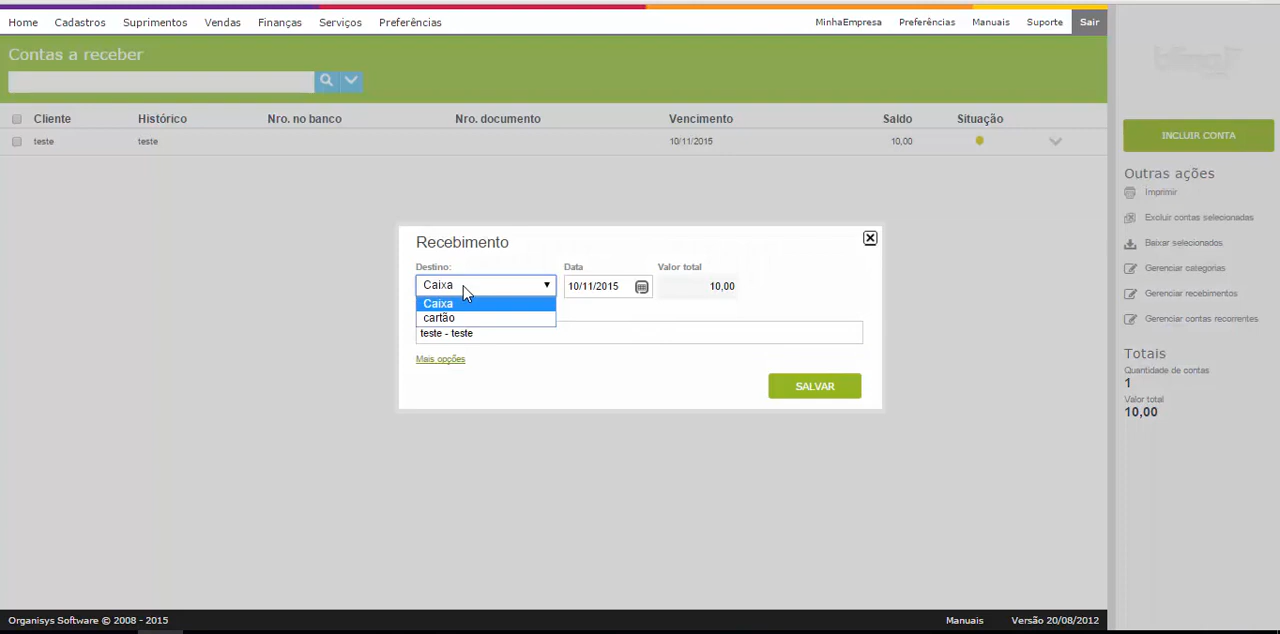 Home Cadastros Suprimentos Vendas Finanças Serviços Preferências MinhaEmpresa Preferências Manuais Suporte Sair
Contas a receber
Cliente Histórico Nro. no banco Nro. documento Vencimento Saldo Situação
teste teste 10/11/2015 10,00
Recebimento
Destino: Data Valor total
Caixa 10/11/2015 10,00
Caixa
cartão
teste - teste
Mais opções
SALVAR
INCLUIR CONTA
Outras ações
Imprimir
Excluir contas selecionadas
Baixar selecionados
Gerenciar categorias
Gerenciar recebimentos
Gerenciar contas recorrentes
Totais
Quantidade de contas
1
Valor total
10,00
Organisys Software © 2008 - 2015 Manuais Versão 20/08/2012